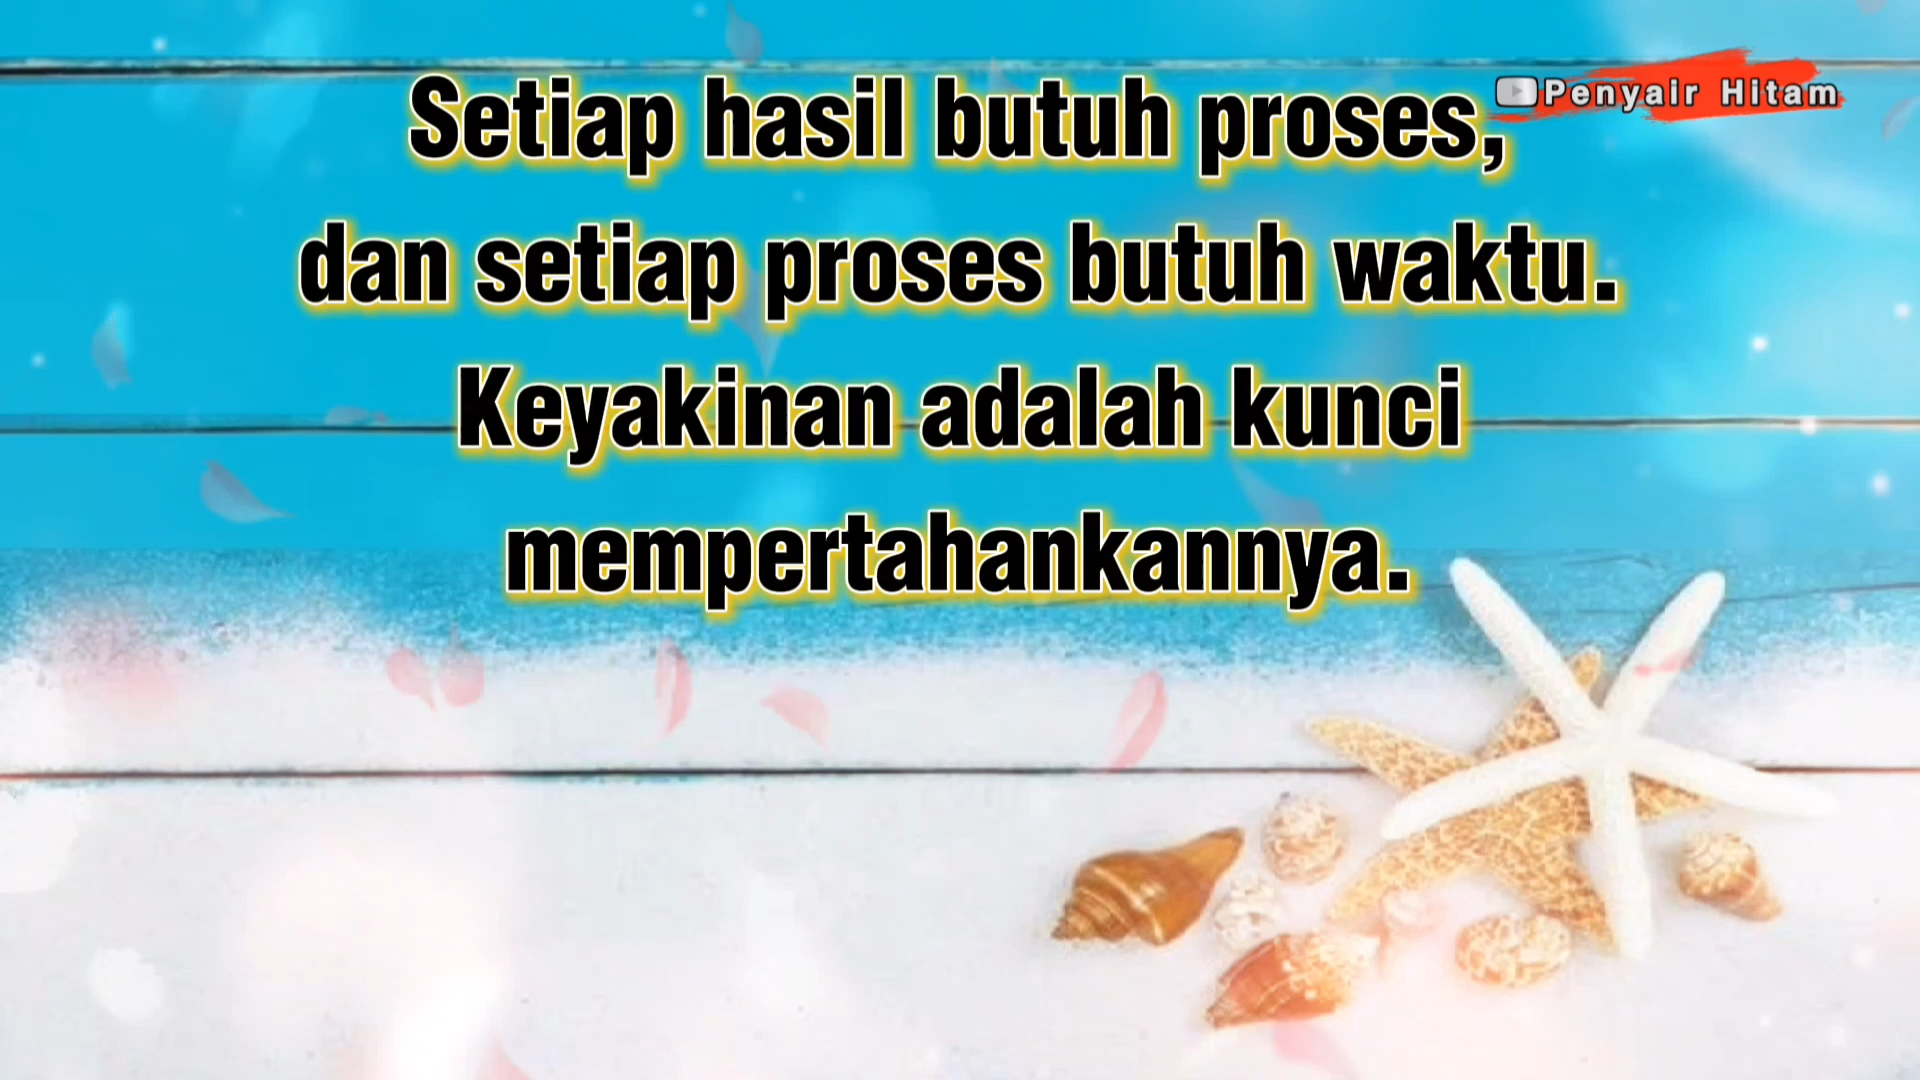 Setiap hasil butuh proses,
Penyair Hitam
dan setiap proses butuh waktu.
Keyakinan adalah kunci
mempertahankannya.